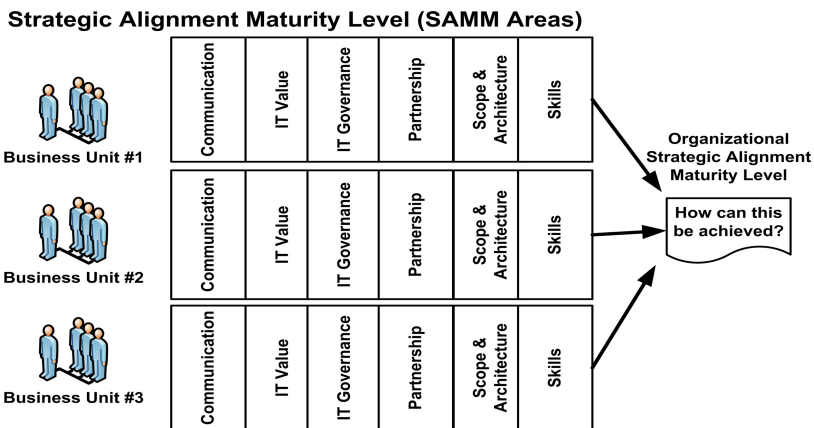 Strategic Alignment Maturity Level (SAMM Areas)
Business Unit #1
Communication
IT Value
IT Governance
Partnership
Scope &
Architecture
Skills
Business Unit #2
Communication
IT Value
IT Governance
Partnership
Scope &
Architecture
Skills
Business Unit #3
Communication
IT Value
IT Governance
Partnership
Scope &
Architecture
Skills
Organizational
Strategic Alignment
Maturity Level
How can this
be achieved?